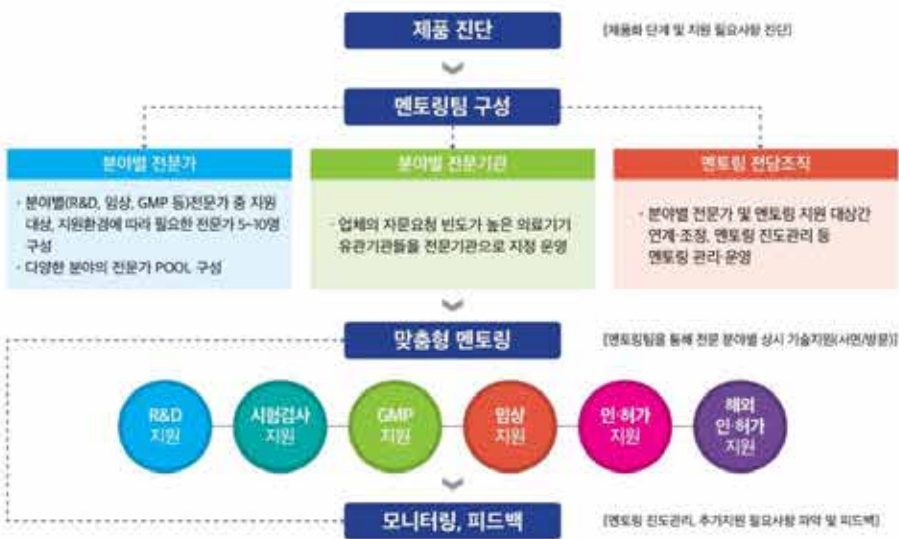 제품 진단
[제품화 단계 및 지원 필요사항 진단]
멘토링팀 구성
분야별 전문가
· 분야별(R&D, 임상, GMP 등)전문가 중 지원
대상, 지원환경에 따라 필요한 전문가 5~10명
구성
· 다양한 분야의 전문가 POOL 구성
분야별 전문기관
· 업체의 자문요청 빈도가 높은 의료기기
유관기관들을 전문기관으로 지정 운영
멘토링 전담조직
· 분야별 전문가 및 멘토링 지원 대상간
연계·조정, 멘토링 진도관리 등
멘토링 관리·운영
맞춤형 멘토링
[멘토링팀을 통해 전문 분야별 상시 기술지원(서면/방문)]
R&D
지원
시험검사
지원
GMP
지원
임상
지원
인·허가
지원
해외
인·허가
지원
모니터링, 피드백
[멘토링 진도관리, 추가지원 필요사항 파악 및 피드백]